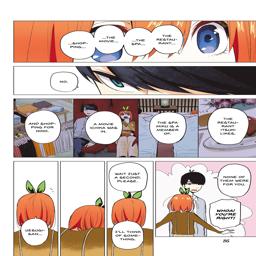 ...SHOP-
PING...
...THE
MOVIE...
...THE
SPA...
THE
RESTAU-
RANT...
NO.
AND SHOP-
PING FOR
NINO.
A MOVIE
ICHIKA WAS
IN.
THE SPA
MIKU IS A
MEMBER
OF.
THE
RESTAU-
RANT
ITSUKI
LIKES.
UESUGI-
SAN...
WAIT JUST
A SECOND,
PLEASE.
I'LL THINK
OF SOME-
THING.
NONE OF
THEM WERE
FOR YOU.
WHOA!
YOU'RE
RIGHT!